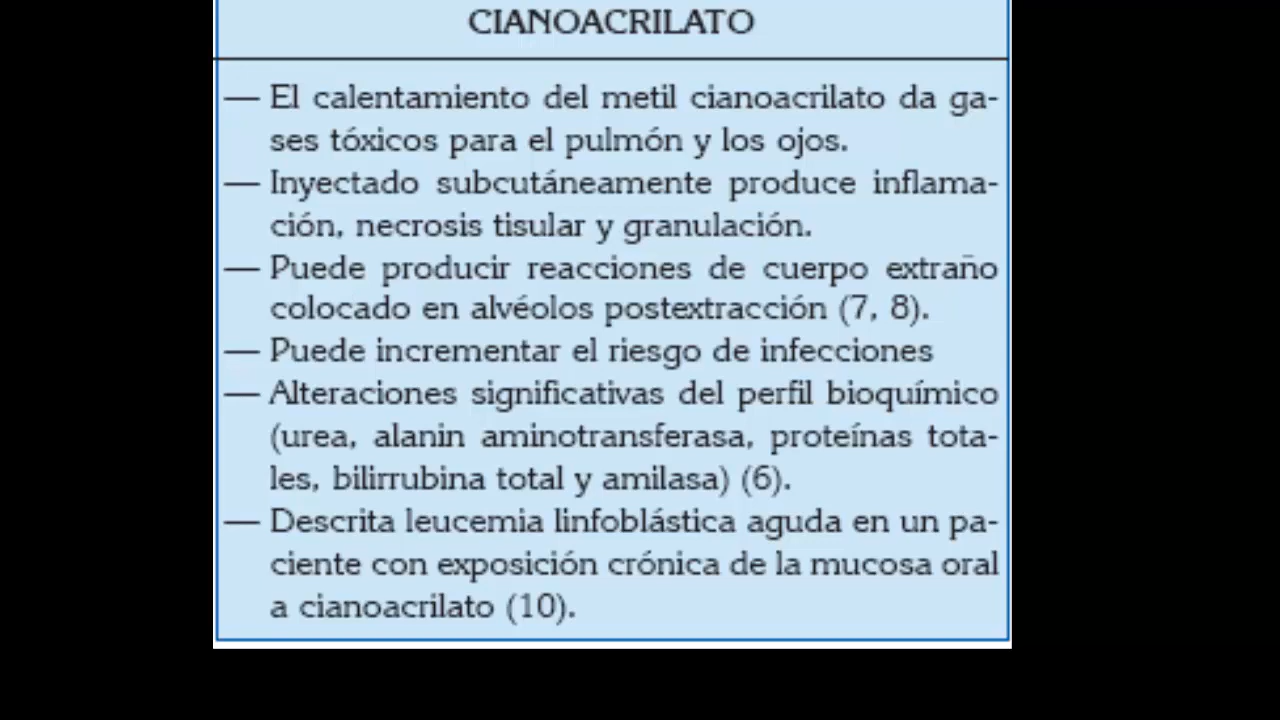 CIANOACRILATO
— El calentamiento del metil cianoacrilato da ga-
ses tóxicos para el pulmón y los ojos.
— Inyectado subcutáneamente produce inflama-
ción, necrosis tisular y granulación.
— Puede producir reacciones de cuerpo extraño
colocado en alvéolos postextracción (7, 8).
— Puede incrementar el riesgo de infecciones
— Alteraciones significativas del perfil bioquímico
(urea, alanin aminotransferasa, proteínas tota-
les, bilirrubina total y amilasa) (6).
— Descrita leucemia linfoblástica aguda en un pa-
ciente con exposición crónica de la mucosa oral
a cianoacrilato (10).